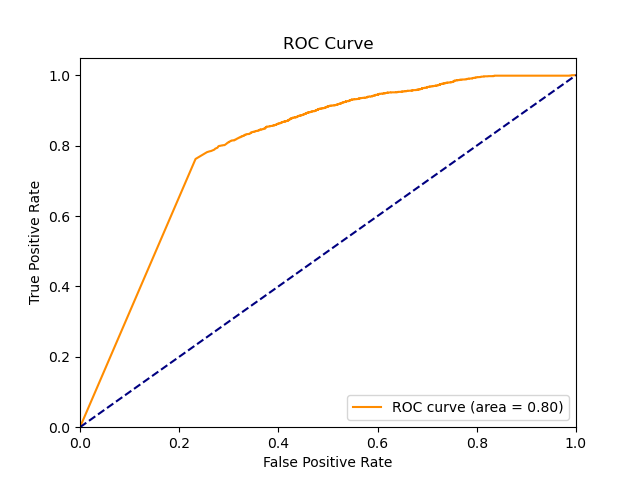 ROC Curve
True Positive Rate
1.0
0.8
0.6
0.4
0.2
0.0
ROC curve (area = 0.80)
0.0 0.2 0.4 0.6 0.8 1.0
False Positive Rate